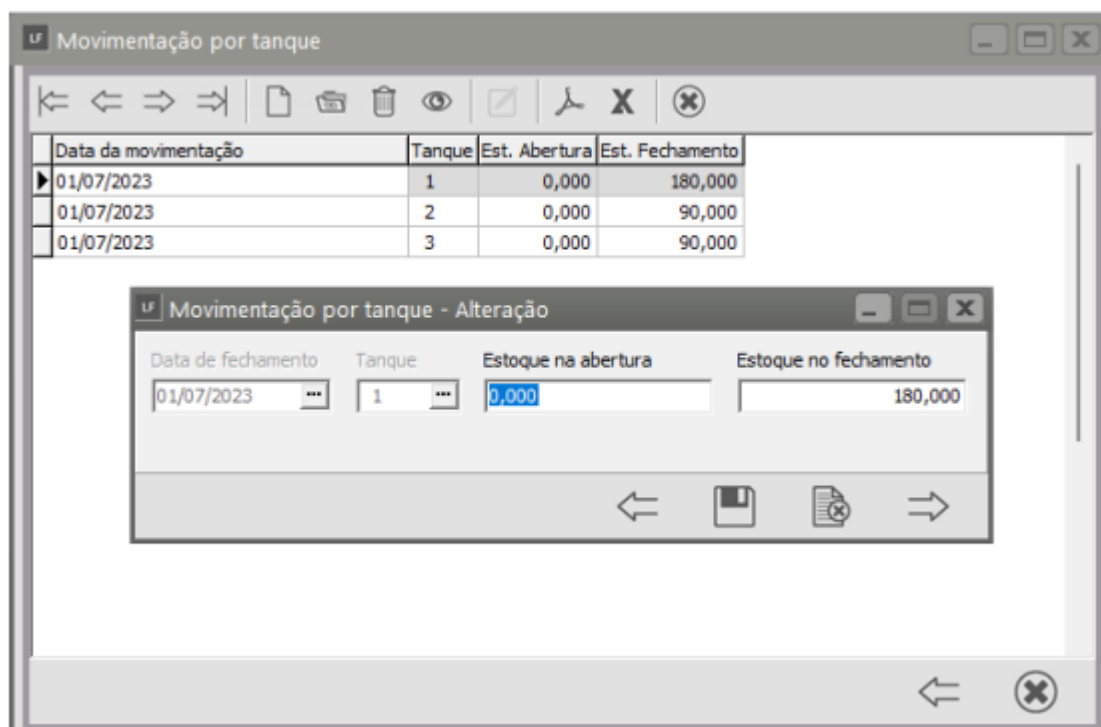 LF Movimentação por tanque
Data da movimentação Tanque Est. Abertura Est. Fechamento
01/07/2023 1 0,000 180,000
01/07/2023 2 0,000 90,000
01/07/2023 3 0,000 90,000
LF Movimentação por tanque - Alteração
Data de fechamento Tanque Estoque na abertura Estoque no fechamento
01/07/2023 ... 1 ... 0,000 180,000